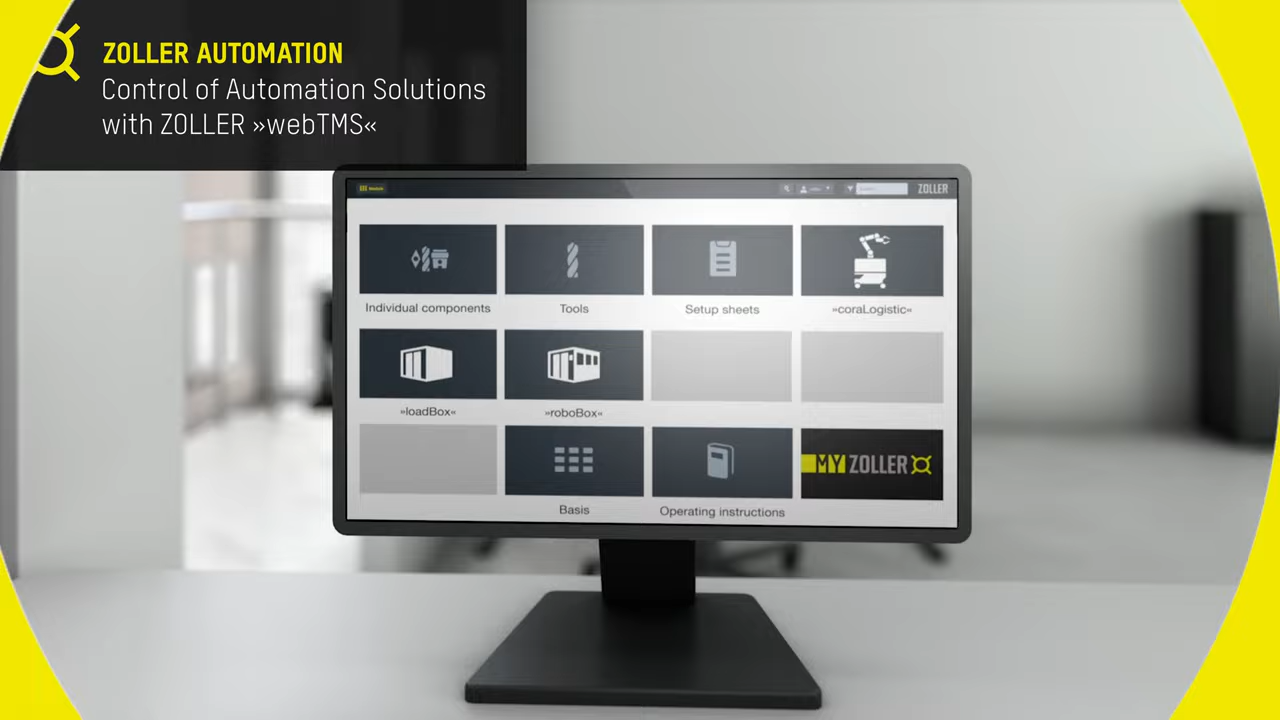 ZOLLER AUTOMATION
Control of Automation Solutions
with ZOLLER »webTMS«
ZOLLER
Individual components
Tools
Setup sheets
»coraLogistic«
»loadBox«
»roboBox«
MY ZOLLER
Basis
Operating instructions